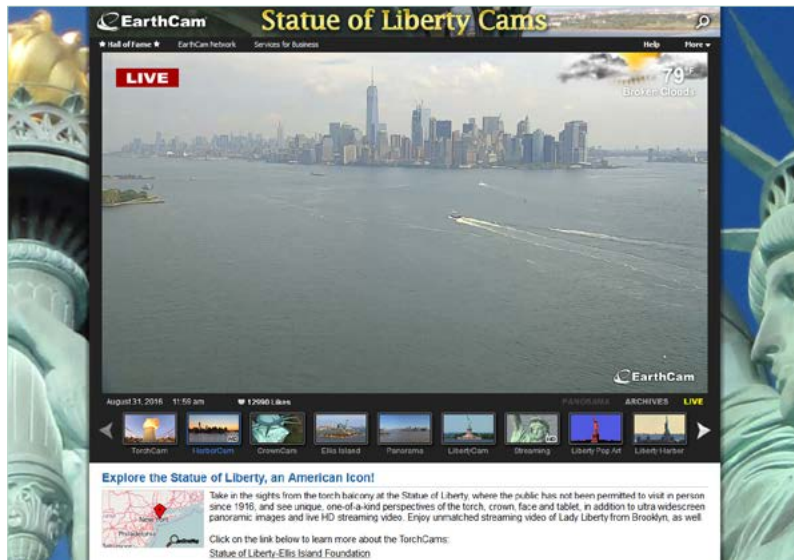 EarthCam
Statue of Liberty Cams
★ Hall of Fame ★ EarthCam Network Services for Business Help More ▾
LIVE
79°F
Broken Clouds
EarthCam
August 31, 2016 11:59 am ♥ 12990 Likes PANORAMA ARCHIVES LIVE
HD HD
TorchCam HarborCam CrownCam Ellis Island Panorama LibertyCam Streaming Liberty Pop Art Liberty Harbor
Explore the Statue of Liberty, an American Icon!
Take in the sights from the torch balcony at the Statue of Liberty, where the public has not been permitted to visit in person
since 1916, and see unique, one-of-a-kind perspectives of the torch, crown, face and tablet, in addition to ultra widescreen
panoramic images and live HD streaming video. Enjoy unmatched streaming video of Lady Liberty from Brooklyn, as well.
New York
Philadelphia
Click on the link below to learn more about the TorchCams:
Statue of Liberty-Ellis Island Foundation